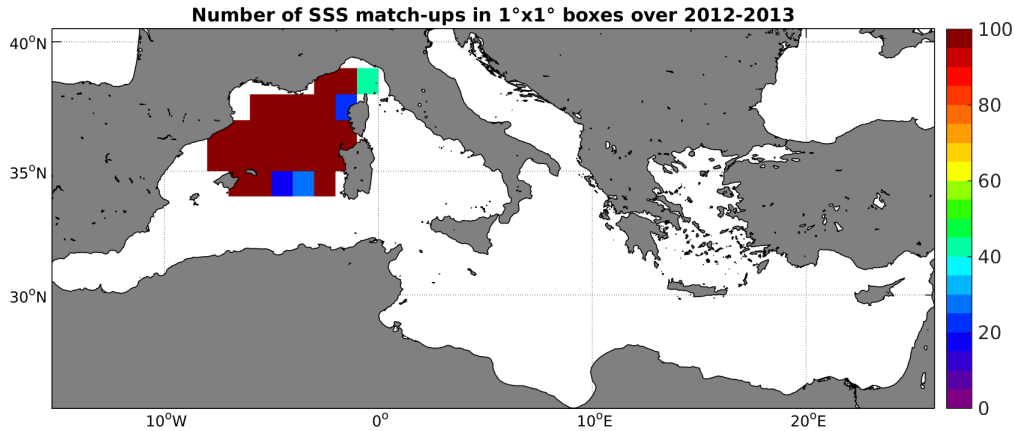 Number of SSS match-ups in 1°x1° boxes over 2012-2013
40°N
35°N
30°N
10°W
0°
10°E
20°E
100
80
60
40
20
0